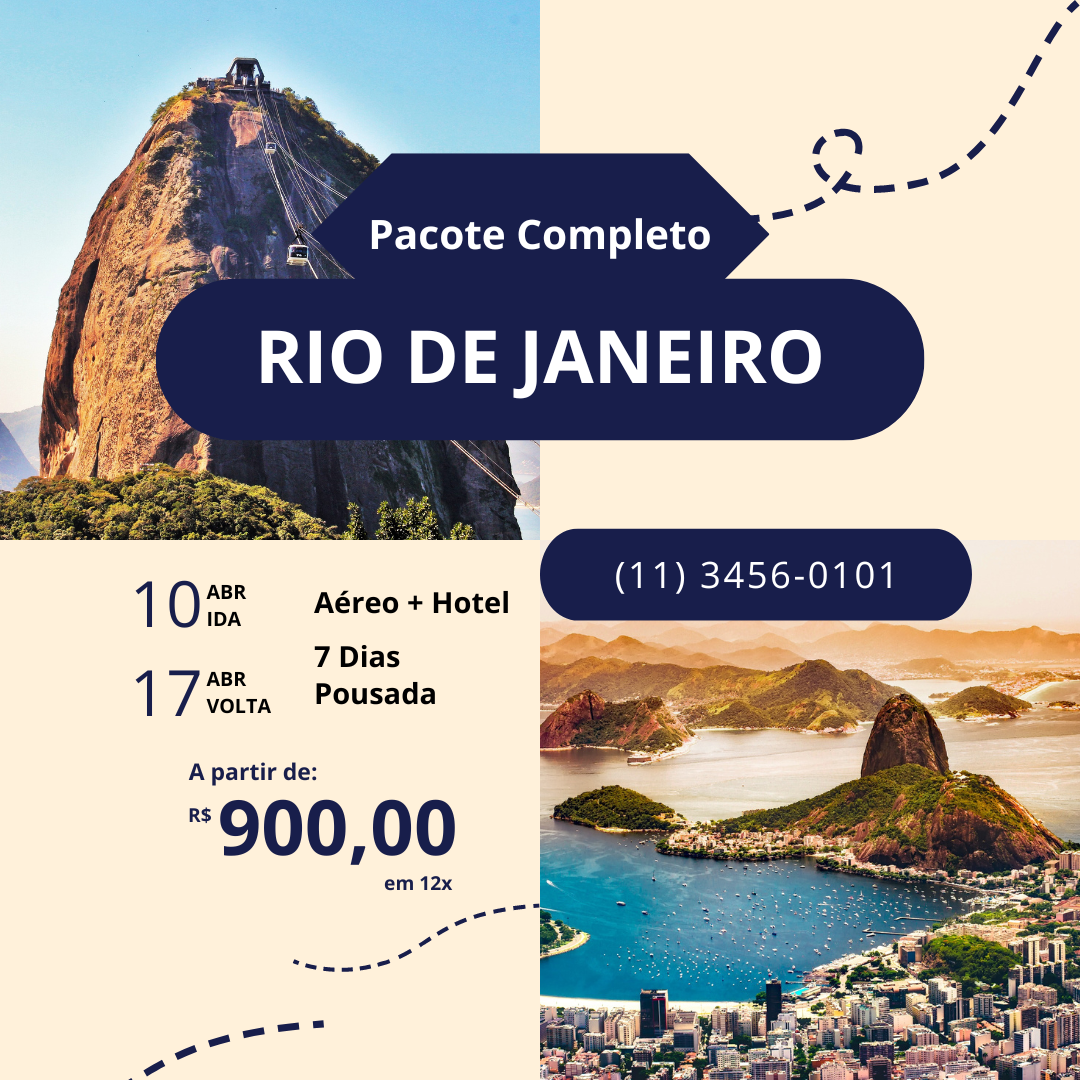 Pacote Completo
RIO DE JANEIRO
(11) 3456-0101
10 ABR
IDA
Aéreo + Hotel
7 Dias
Pousada
17 ABR
VOLTA
A partir de:
R$ 900,00
em 12x